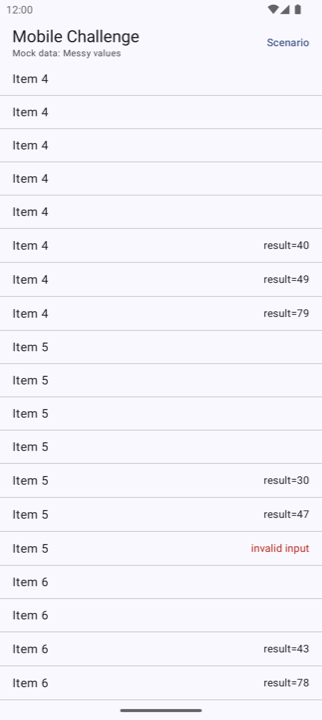 12:00
Mobile Challenge
Mock data: Messy values
Scenario
Item 4
Item 4
Item 4
Item 4
Item 4
Item 4 result=40
Item 4 result=49
Item 4 result=79
Item 5
Item 5
Item 5
Item 5
Item 5 result=30
Item 5 result=47
Item 5 invalid input
Item 6
Item 6
Item 6 result=43
Item 6 result=78